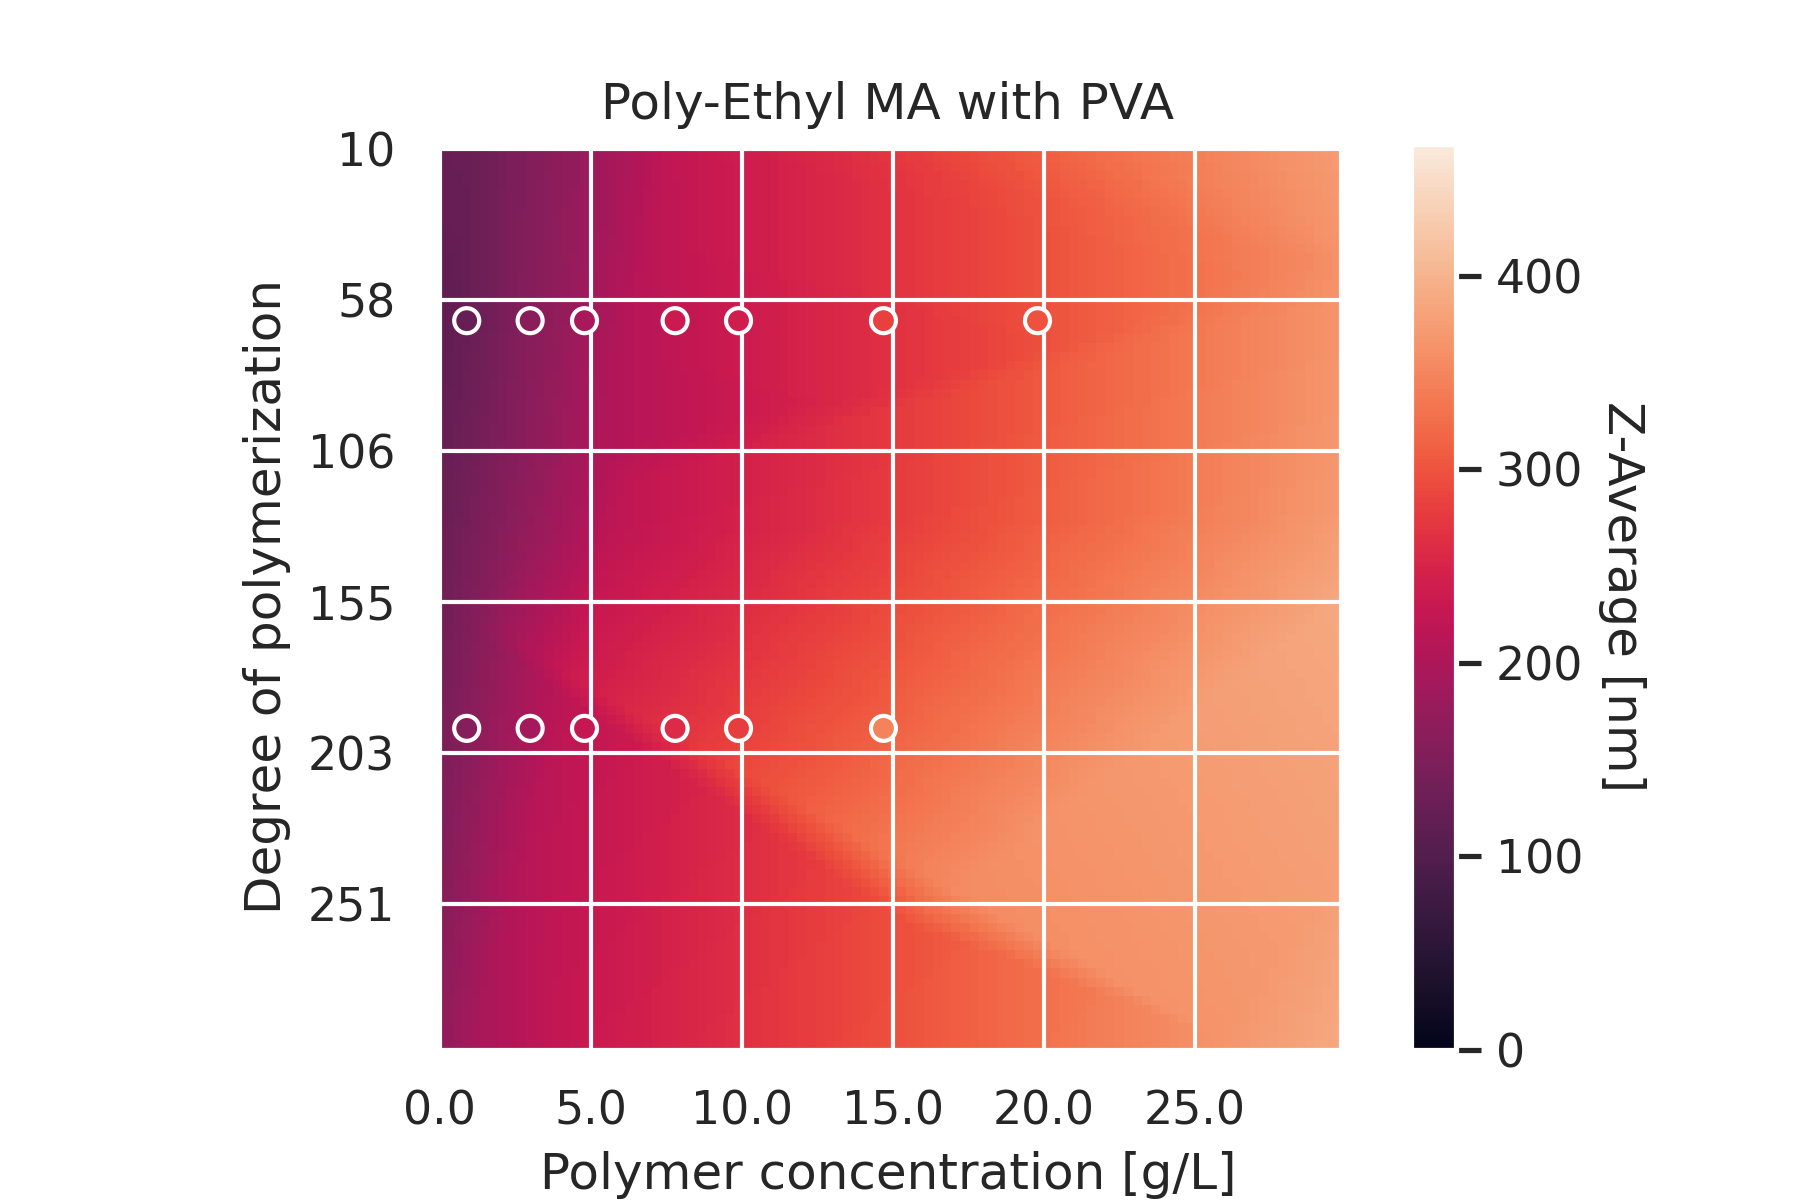 Poly-Ethyl MA with PVA
10
58
106
155
203
251
Degree of polymerization
0.0 5.0 10.0 15.0 20.0 25.0
Polymer concentration [g/L]
400
300
200
100
0
Z-Average [nm]